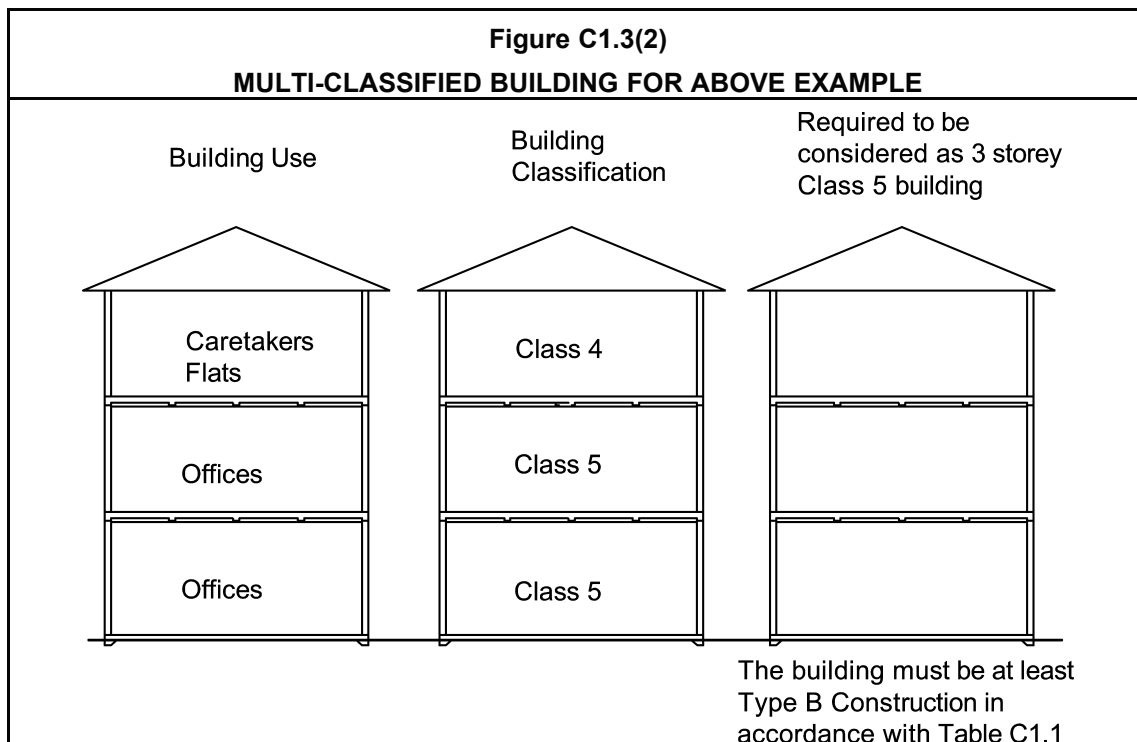 Figure C1.3(2)
MULTI-CLASSIFIED BUILDING FOR ABOVE EXAMPLE
Building Use
Building
Classification
Required to be
considered as 3 storey
Class 5 building
Caretakers
Flats
Class 4
Offices
Class 5
Offices
Class 5
The building must be at least
Type B Construction in
accordance with Table C1.1